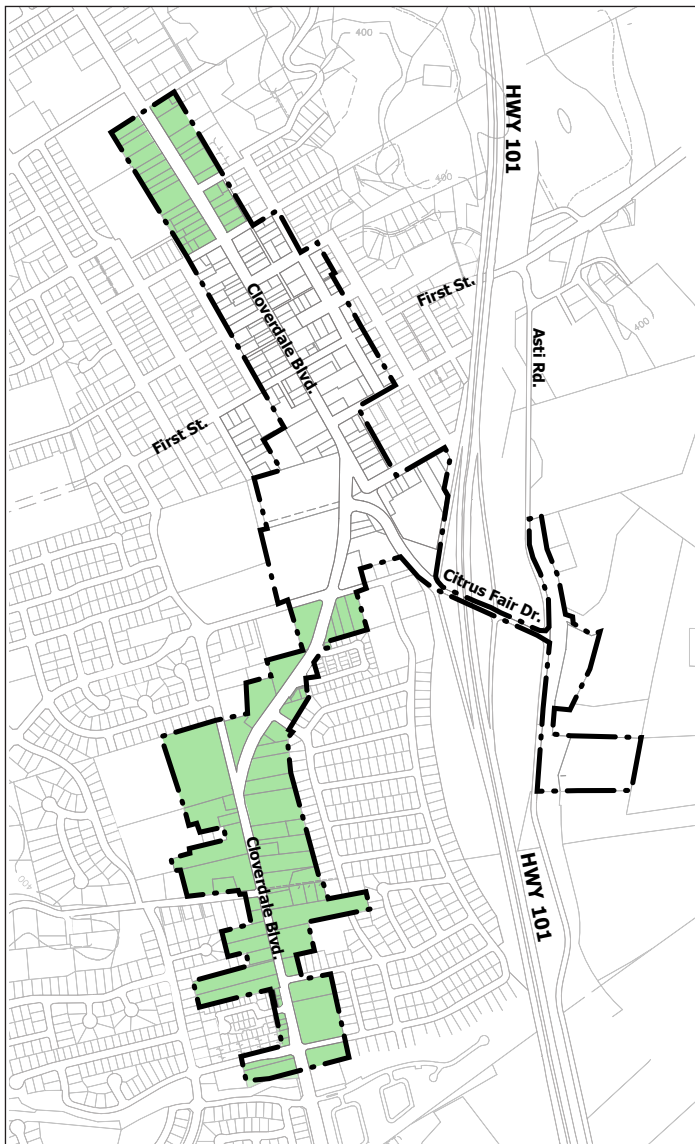 400
HWY 101
400
First St.
400
Cloverdale Blvd.
Asti Rd.
First St.
Citrus Fair Dr.
HWY 101
400
Cloverdale Blvd.